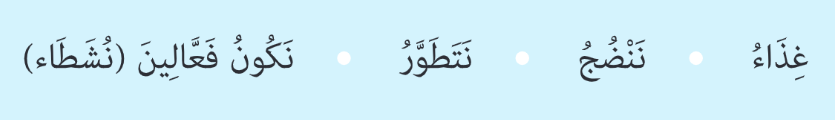 غِذَاءُ • نَنْضُجُ • نَتَطَوَّرُ • نَكُونُ فَعَّالِينَ (نُشَطَاء)